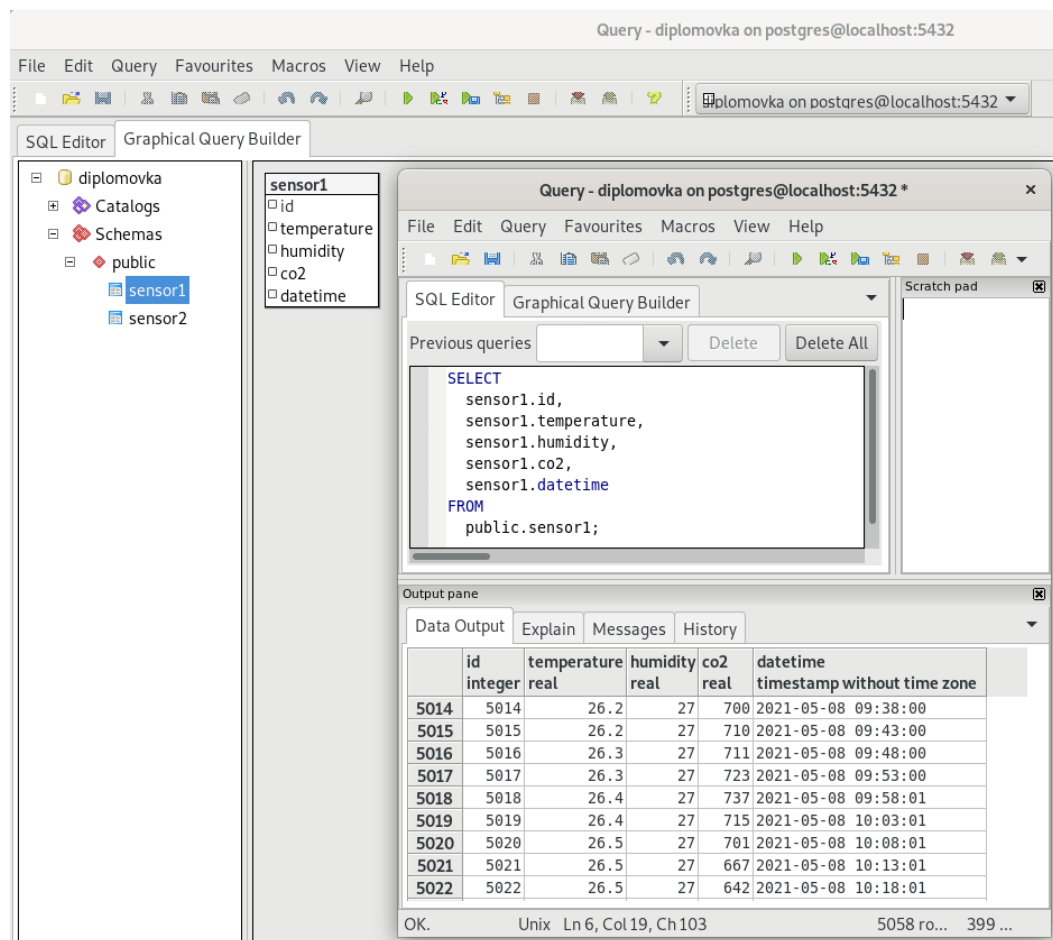 Query - diplomovka on postgres@localhost:5432
File Edit Query Favourites Macros View Help
plomovka on postgres@localhost:5432
SQL Editor Graphical Query Builder
diplomovka
Catalogs
Schemas
public
sensor1
sensor2
sensor1
id
temperature
humidity
co2
datetime
Query - diplomovka on postgres@localhost:5432 *
File Edit Query Favourites Macros View Help
SQL Editor Graphical Query Builder
Scratch pad
Previous queries Delete Delete All
SELECT
sensor1.id,
sensor1.temperature,
sensor1.humidity,
sensor1.co2,
sensor1.datetime
FROM
public.sensor1;
Output pane
Data Output Explain Messages History
id temperature humidity co2 datetime
integer real real real timestamp without time zone
5014 5014 26.2 27 700 2021-05-08 09:38:00
5015 5015 26.2 27 710 2021-05-08 09:43:00
5016 5016 26.3 27 711 2021-05-08 09:48:00
5017 5017 26.3 27 723 2021-05-08 09:53:00
5018 5018 26.4 27 737 2021-05-08 09:58:01
5019 5019 26.4 27 715 2021-05-08 10:03:01
5020 5020 26.5 27 701 2021-05-08 10:08:01
5021 5021 26.5 27 667 2021-05-08 10:13:01
5022 5022 26.5 27 642 2021-05-08 10:18:01
OK. Unix Ln 6, Col 19, Ch 103 5058 ro... 399 ...